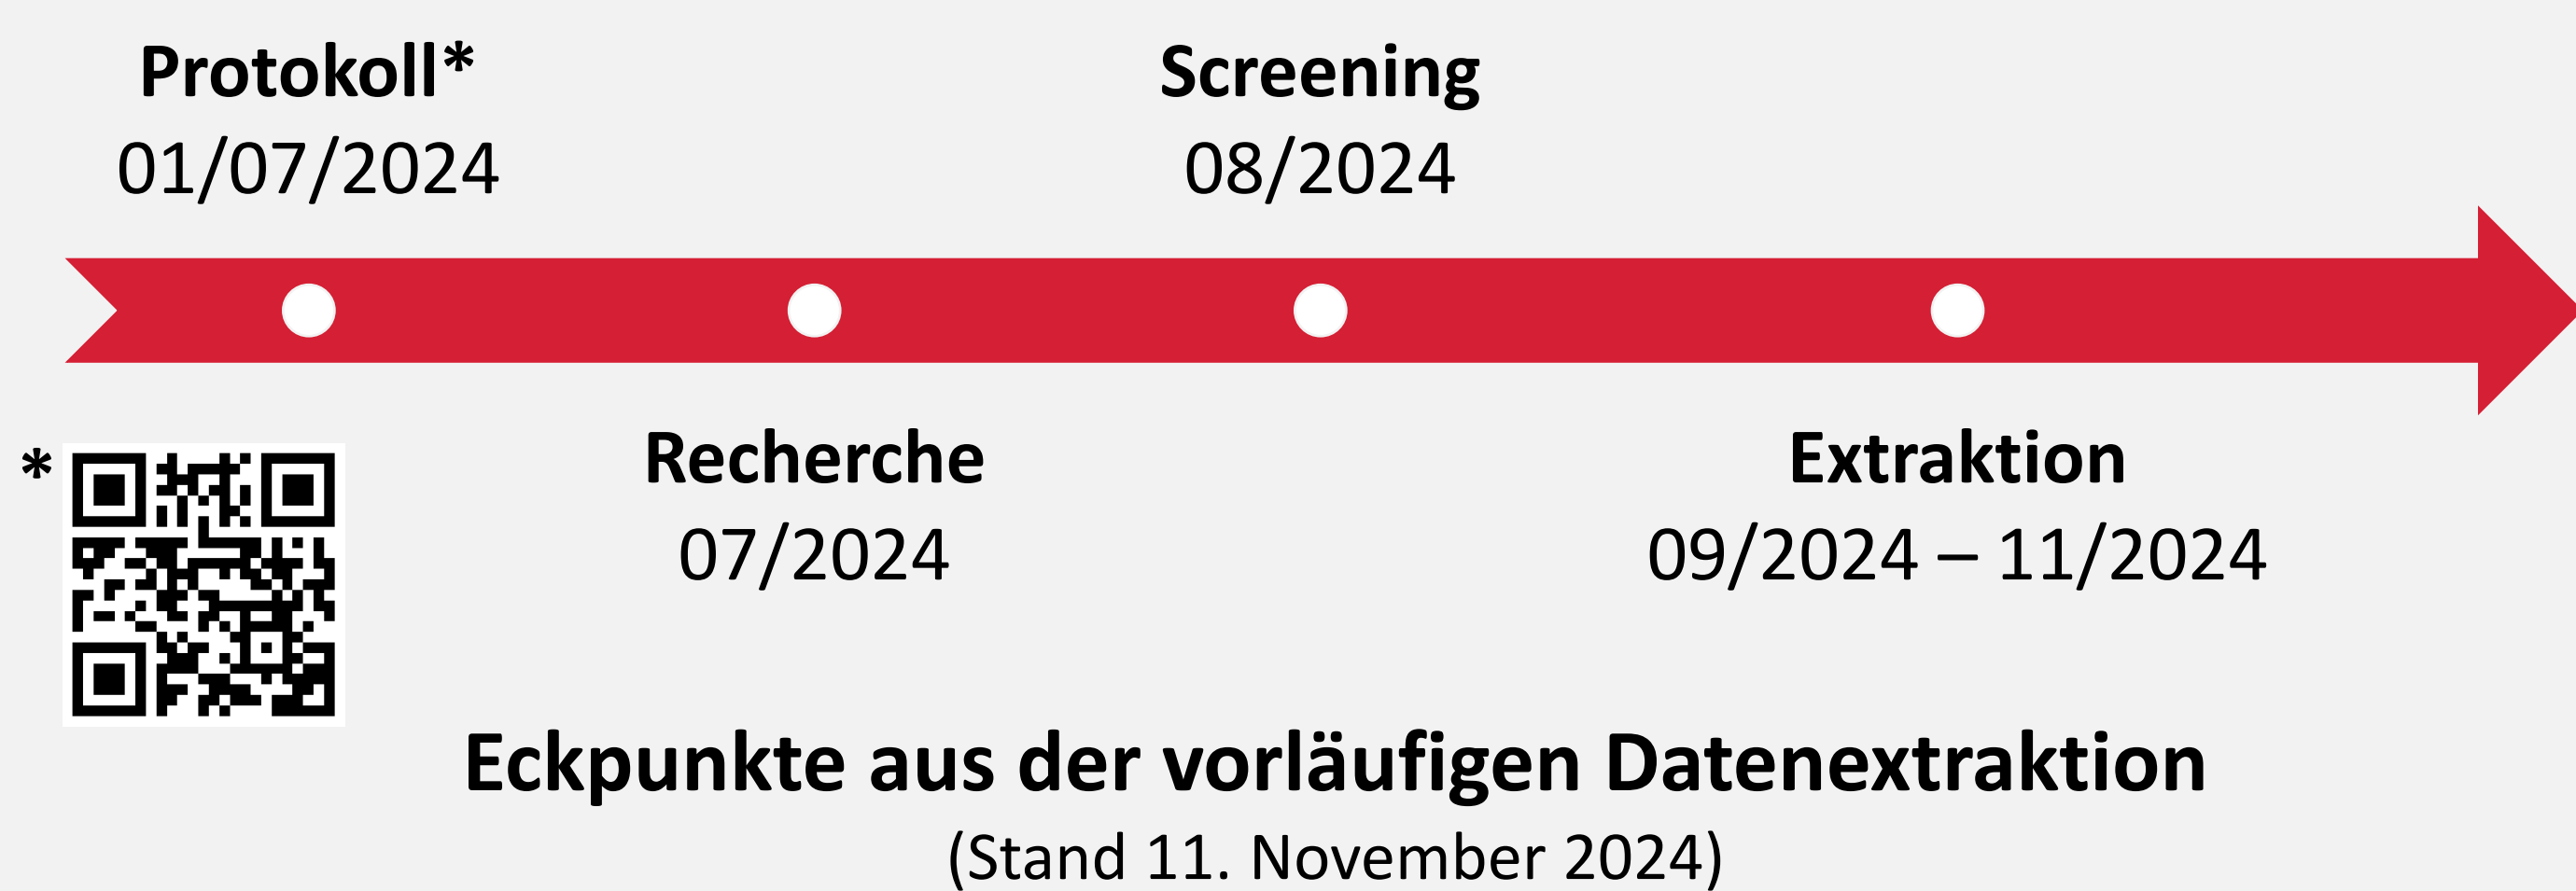 Protokoll*
01/07/2024
Screening
08/2024
Recherche
07/2024
Extraktion
09/2024 – 11/2024
*
Eckpunkte aus der vorläufigen Datenextraktion
(Stand 11. November 2024)